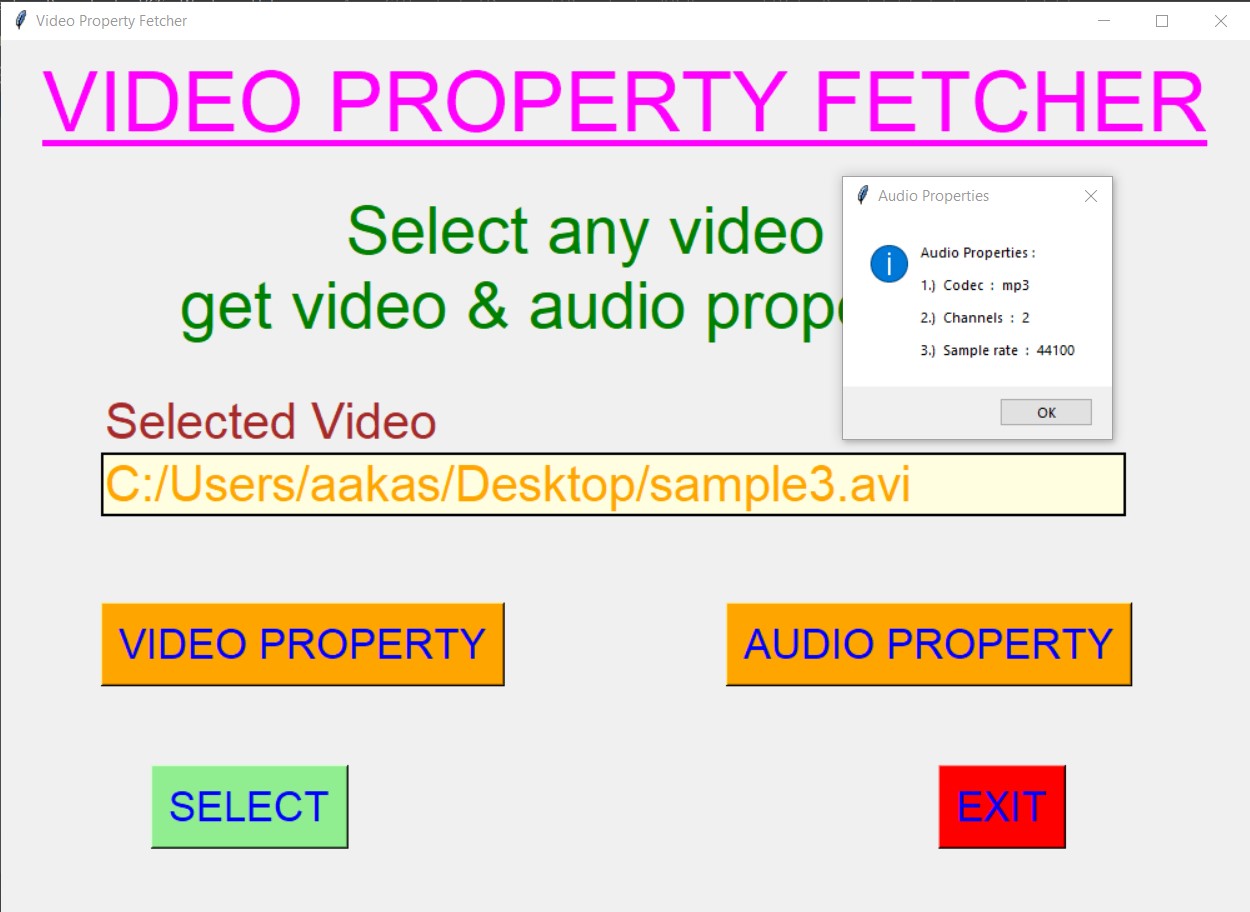 Video Property Fetcher
VIDEO PROPERTY FETCHER
Select any video
get video & audio
Audio Properties
Audio Properties :
1.) Codec : mp3
2.) Channels : 2
3.) Sample rate : 44100
OK
Selected Video
C:/Users/aakas/Desktop/sample3.avi
VIDEO PROPERTY
AUDIO PROPERTY
SELECT
EXIT